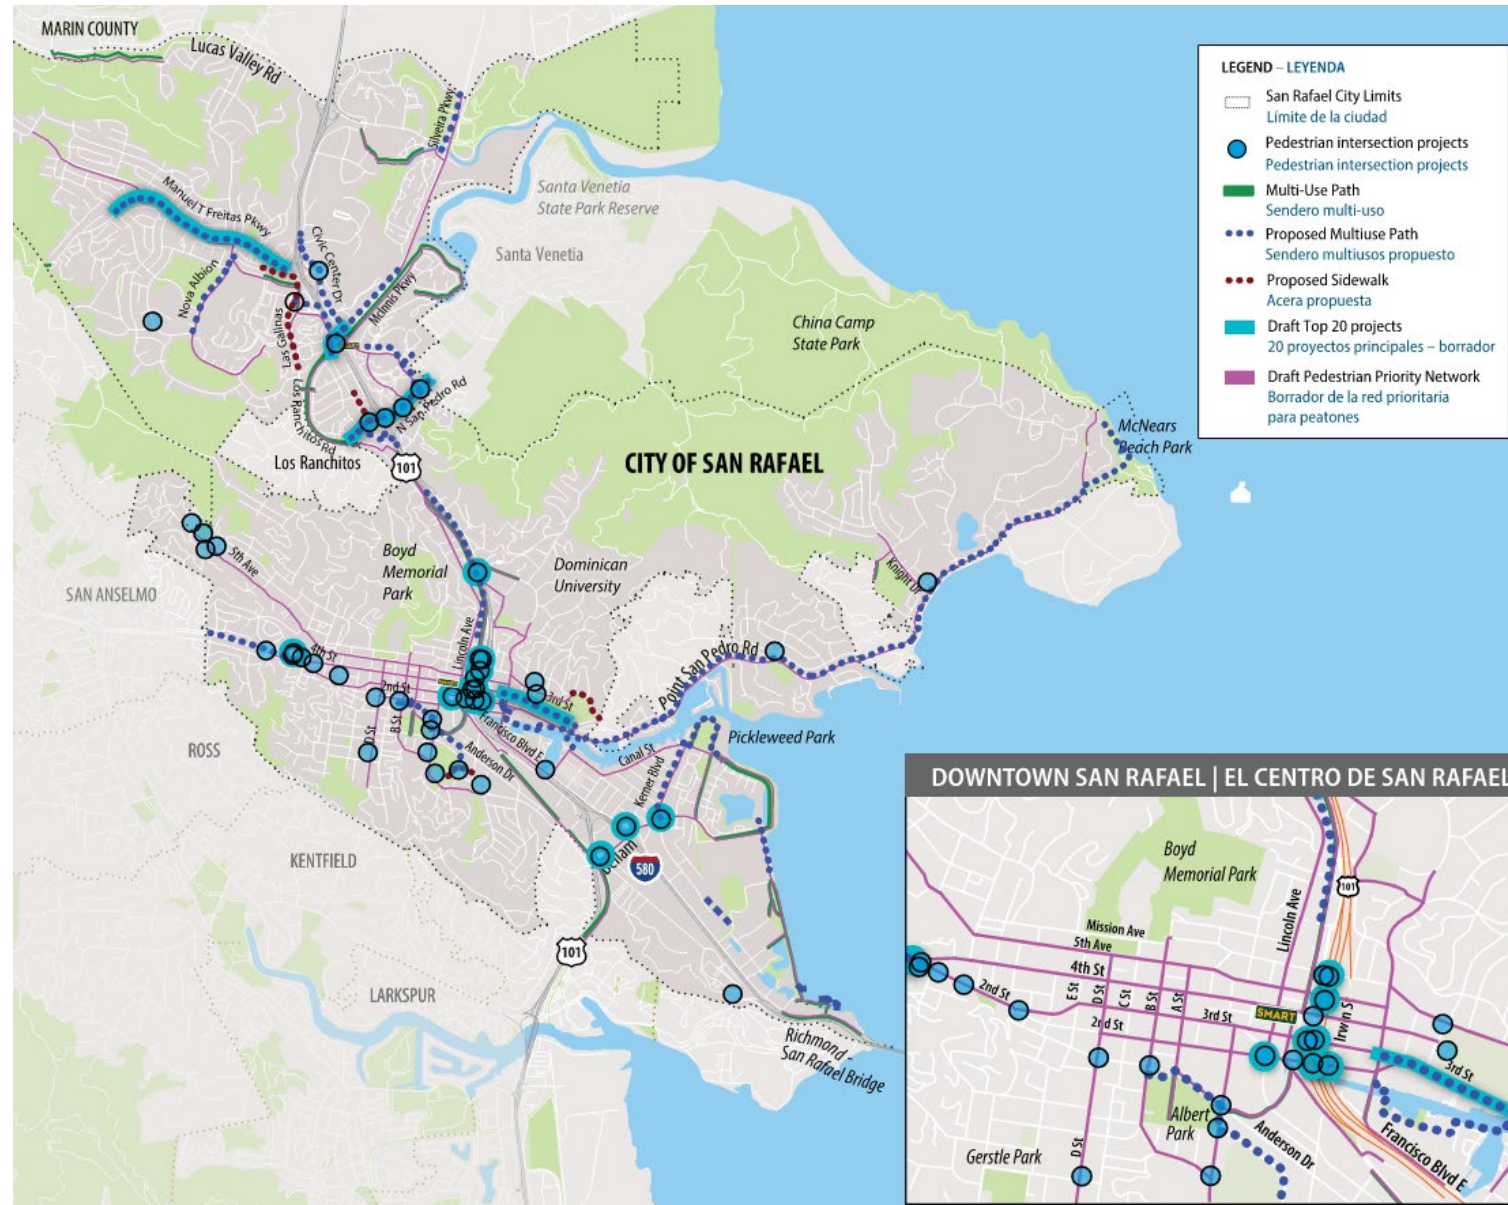 MARIN COUNTY
Lucas Valley Rd
Silveira Pkwy
Manuel T Freitas Pkwy
Civic Center Dr
Nova Albion
Las Gallinas
McInnis Pkwy
Los Ranchitos Rd
N San Pedro Rd
Los Ranchitos
101
Santa Venetia
State Park Reserve
Santa Venetia
China Camp
State Park
McNears
Beach Park
CITY OF SAN RAFAEL
5th Ave
SAN ANSELMO
Boyd
Memorial
Park
Dominican
University
Knight Dr
Lincoln Ave
4th St
SMART
2nd St
3rd St
Point San Pedro Rd
D St
B St
Francisco Blvd E
Anderson Dr
Canal St
Pickleweed Park
Kerner Blvd
ROSS
KENTFIELD
Bellam
580
101
LARKSPUR
Richmond –
San Rafael Bridge
LEGEND – LEYENDA
San Rafael City Limits
Límite de la ciudad
Pedestrian intersection projects
Pedestrian intersection projects
Multi-Use Path
Sendero multi-uso
Proposed Multiuse Path
Sendero multiusos propuesto
Proposed Sidewalk
Acera propuesta
Draft Top 20 projects
20 proyectos principales – borrador
Draft Pedestrian Priority Network
Borrador de la red prioritaria
para peatones
DOWNTOWN SAN RAFAEL | EL CENTRO DE SAN RAFAEL
Boyd
Memorial Park
101
Lincoln Ave
Mission Ave
5th Ave
4th St
2nd St
E St
D St
C St
B St
A St
3rd St
SMART
Irwin S
2nd St
3rd St
Albert
Park
Anderson Dr
Francisco Blvd E
Gerstle Park
D St